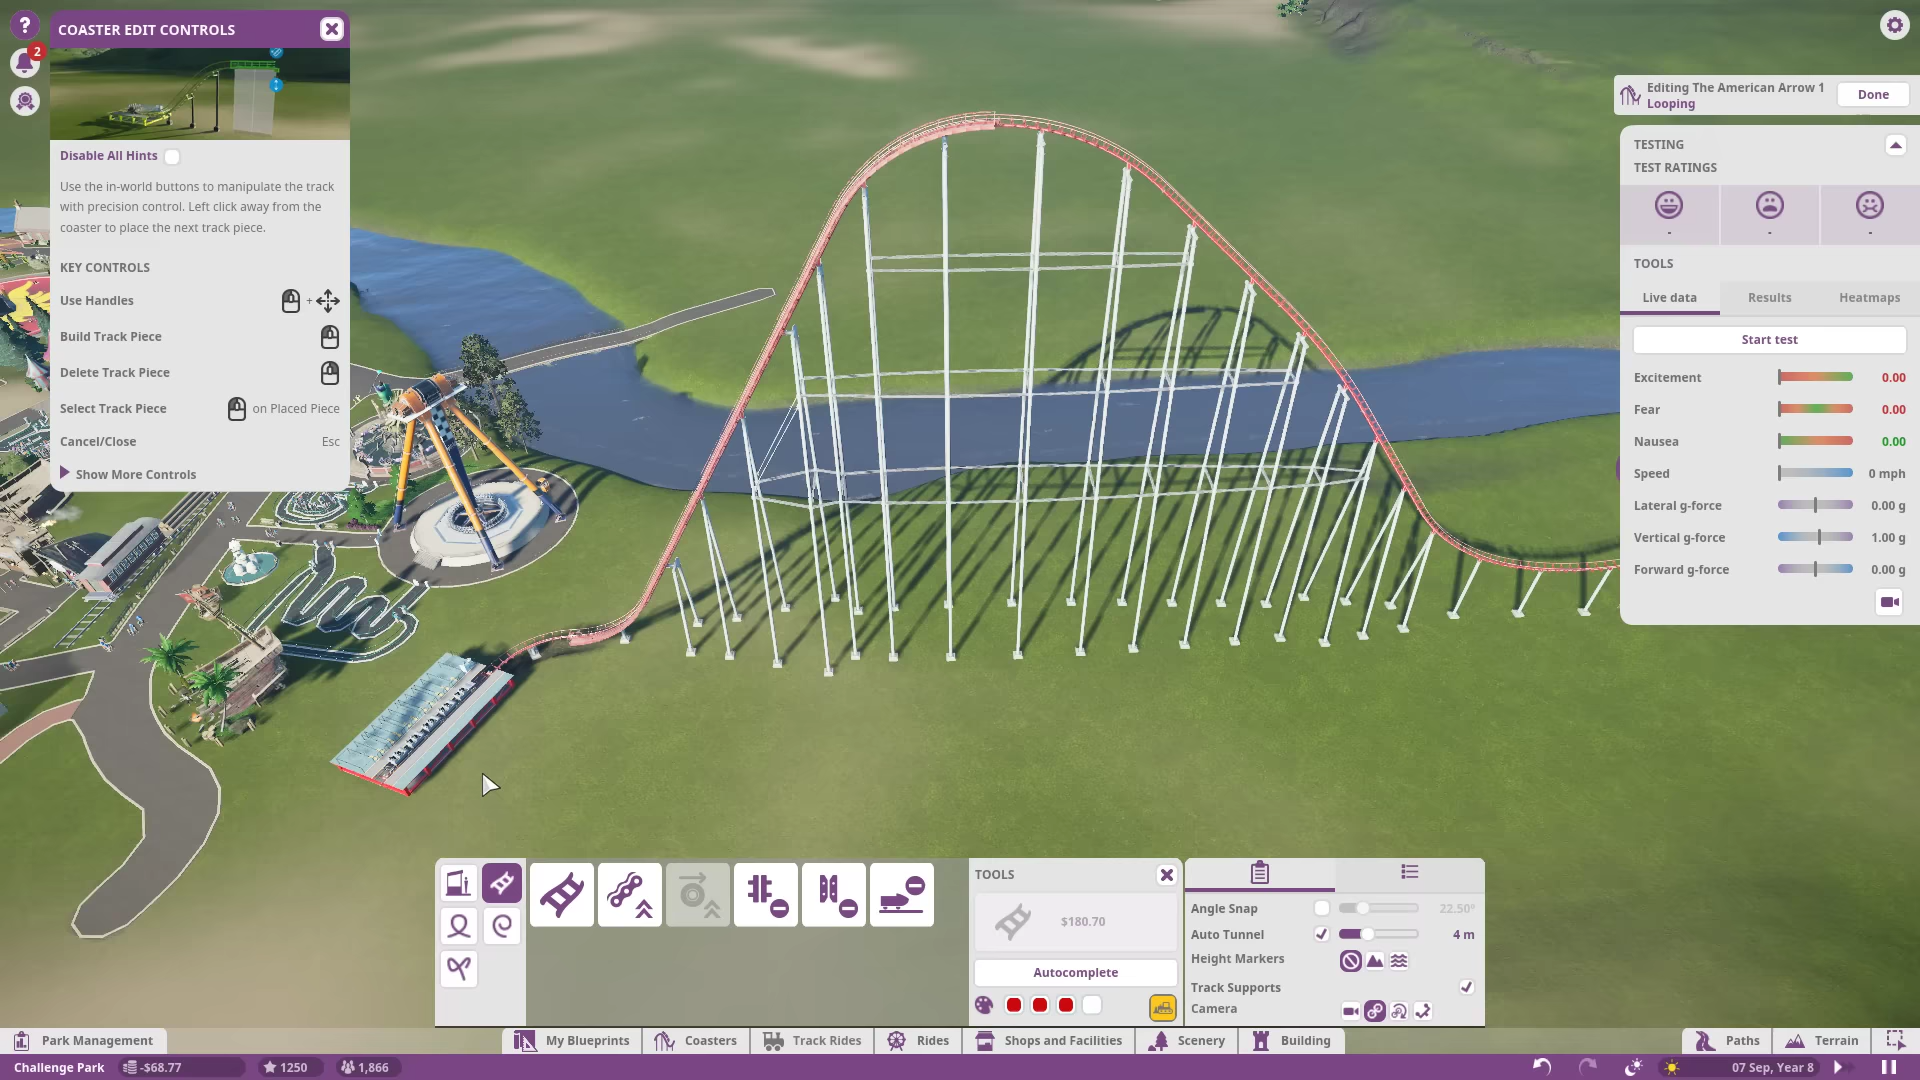 ?
2
COASTER EDIT CONTROLS
Disable All Hints
Use the in-world buttons to manipulate the track
with precision control. Left click away from the
coaster to place the next track piece.
KEY CONTROLS
Use Handles +
Build Track Piece
Delete Track Piece
Select Track Piece on Placed Piece
Cancel/Close Esc
Show More Controls
Editing The American Arrow 1
Looping
Done
TESTING
TEST RATINGS
- - -
TOOLS
Live data Results Heatmaps
Start test
Excitement 0.00
Fear 0.00
Nausea 0.00
Speed 0 mph
Lateral g-force 0.00 g
Vertical g-force 1.00 g
Forward g-force 0.00 g
TOOLS
$180.70
Autocomplete
Angle Snap 22.50°
Auto Tunnel 4 m
Height Markers
Track Supports
Camera
Park Management
My Blueprints
Coasters
Track Rides
Rides
Shops and Facilities
Scenery
Building
Paths
Terrain
Challenge Park -$68.77 1250 1,866 07 Sep, Year 8